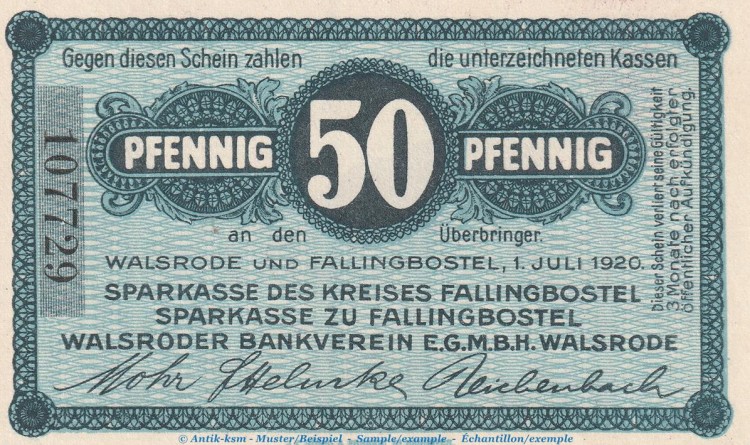 Gegen diesen Schein zahlen die unterzeichneten Kassen
PFENNIG 50 PFENNIG
an den Überbringer.
WALSRODE UND FALLINGBOSTEL, 1. JULI 1920.
SPARKASSE DES KREISES FALLINGBOSTEL
SPARKASSE ZU FALLINGBOSTEL
WALSRODER BANKVEREIN E.G.M.B.H. WALSRODE
Mohr Helmke Reichenbach
107729
Dieser Schein verliert seine Gültigkeit
3 Monate nach erfolgter
öffentlicher Aufkündigung.
© Antik-ksm - Muster/Beispiel - Sample/example - Échantillon/exemple